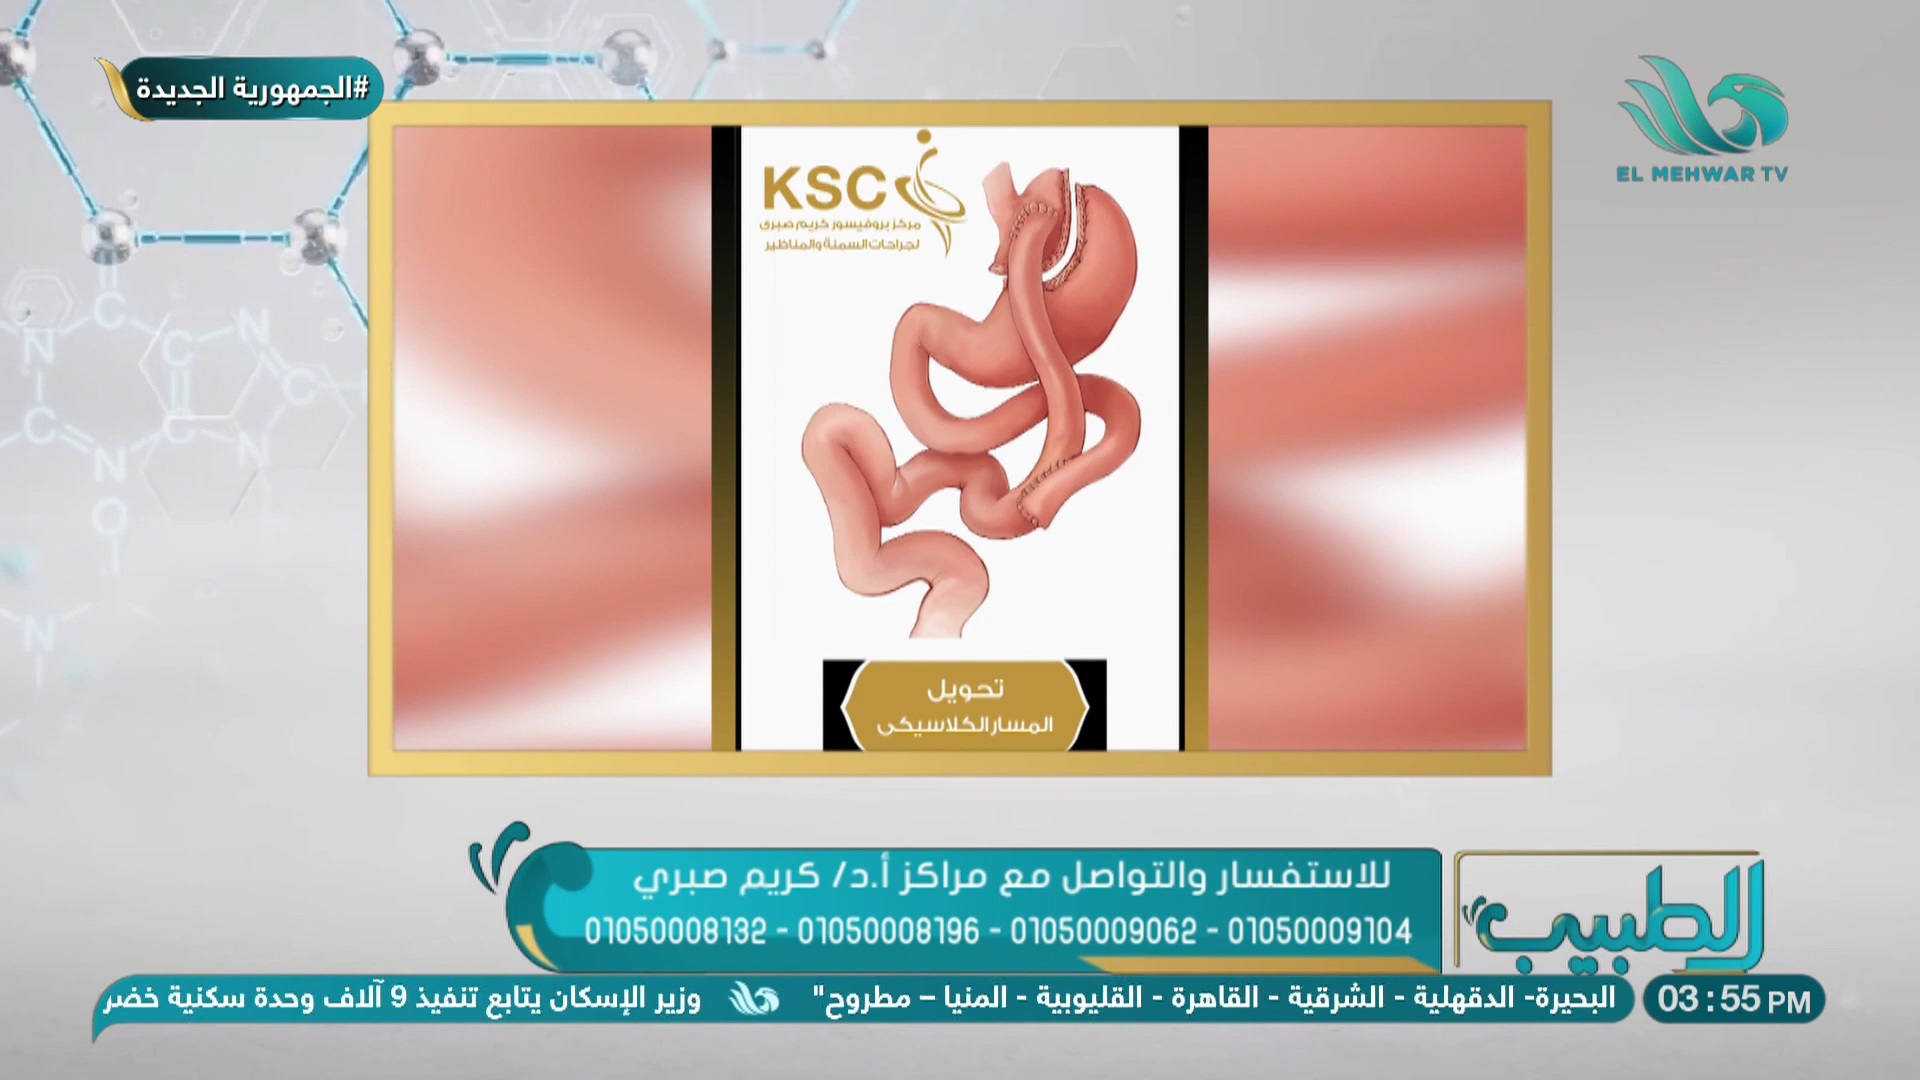 #الجمهورية الجديدة
EL MEHWAR TV
KSC
مركز بروفيسور كريم صبرى
لجراحات السمنة والمناظير
تحويل
المسار الكلاسيكى
للاستفسار والتواصل مع مراكز أ.د/ كريم صبري
01050008132 - 01050008196 - 01050009062 - 01050009104
الطبيب
البحيرة- الدقهلية - الشرقية - القاهرة - القليوبية - المنيا – مطروح" وزير الإسكان يتابع تنفيذ 9 آلاف وحدة سكنية خضر
03:55 PM
N
C
C
N
C
C
N
N
O
N